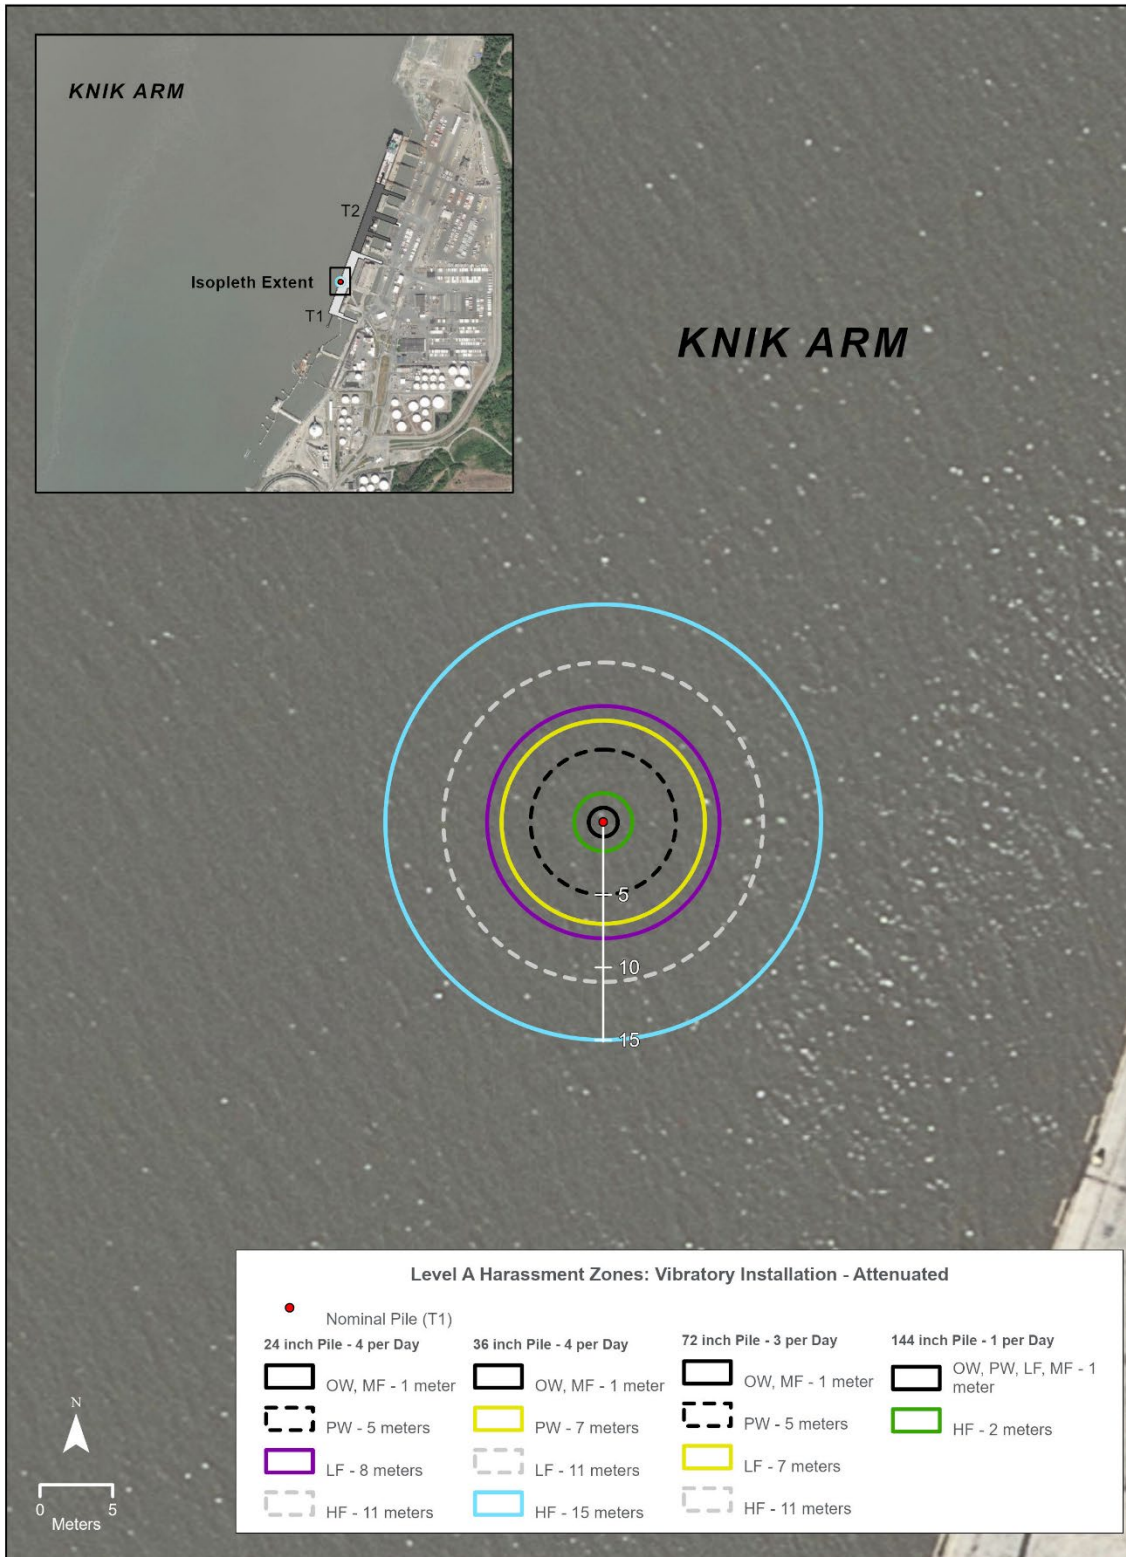 KNIK ARM
T2
Isopleth Extent
T1
KNIK ARM
5
10
15
Level A Harassment Zones: Vibratory Installation - Attenuated
Nominal Pile (T1)
24 inch Pile - 4 per Day
OW, MF - 1 meter
PW - 5 meters
LF - 8 meters
HF - 11 meters
36 inch Pile - 4 per Day
OW, MF - 1 meter
PW - 7 meters
LF - 11 meters
HF - 15 meters
72 inch Pile - 3 per Day
OW, MF - 1 meter
PW - 5 meters
LF - 7 meters
HF - 11 meters
144 inch Pile - 1 per Day
OW, PW, LF, MF - 1
meter
HF - 2 meters
N
0 5
Meters